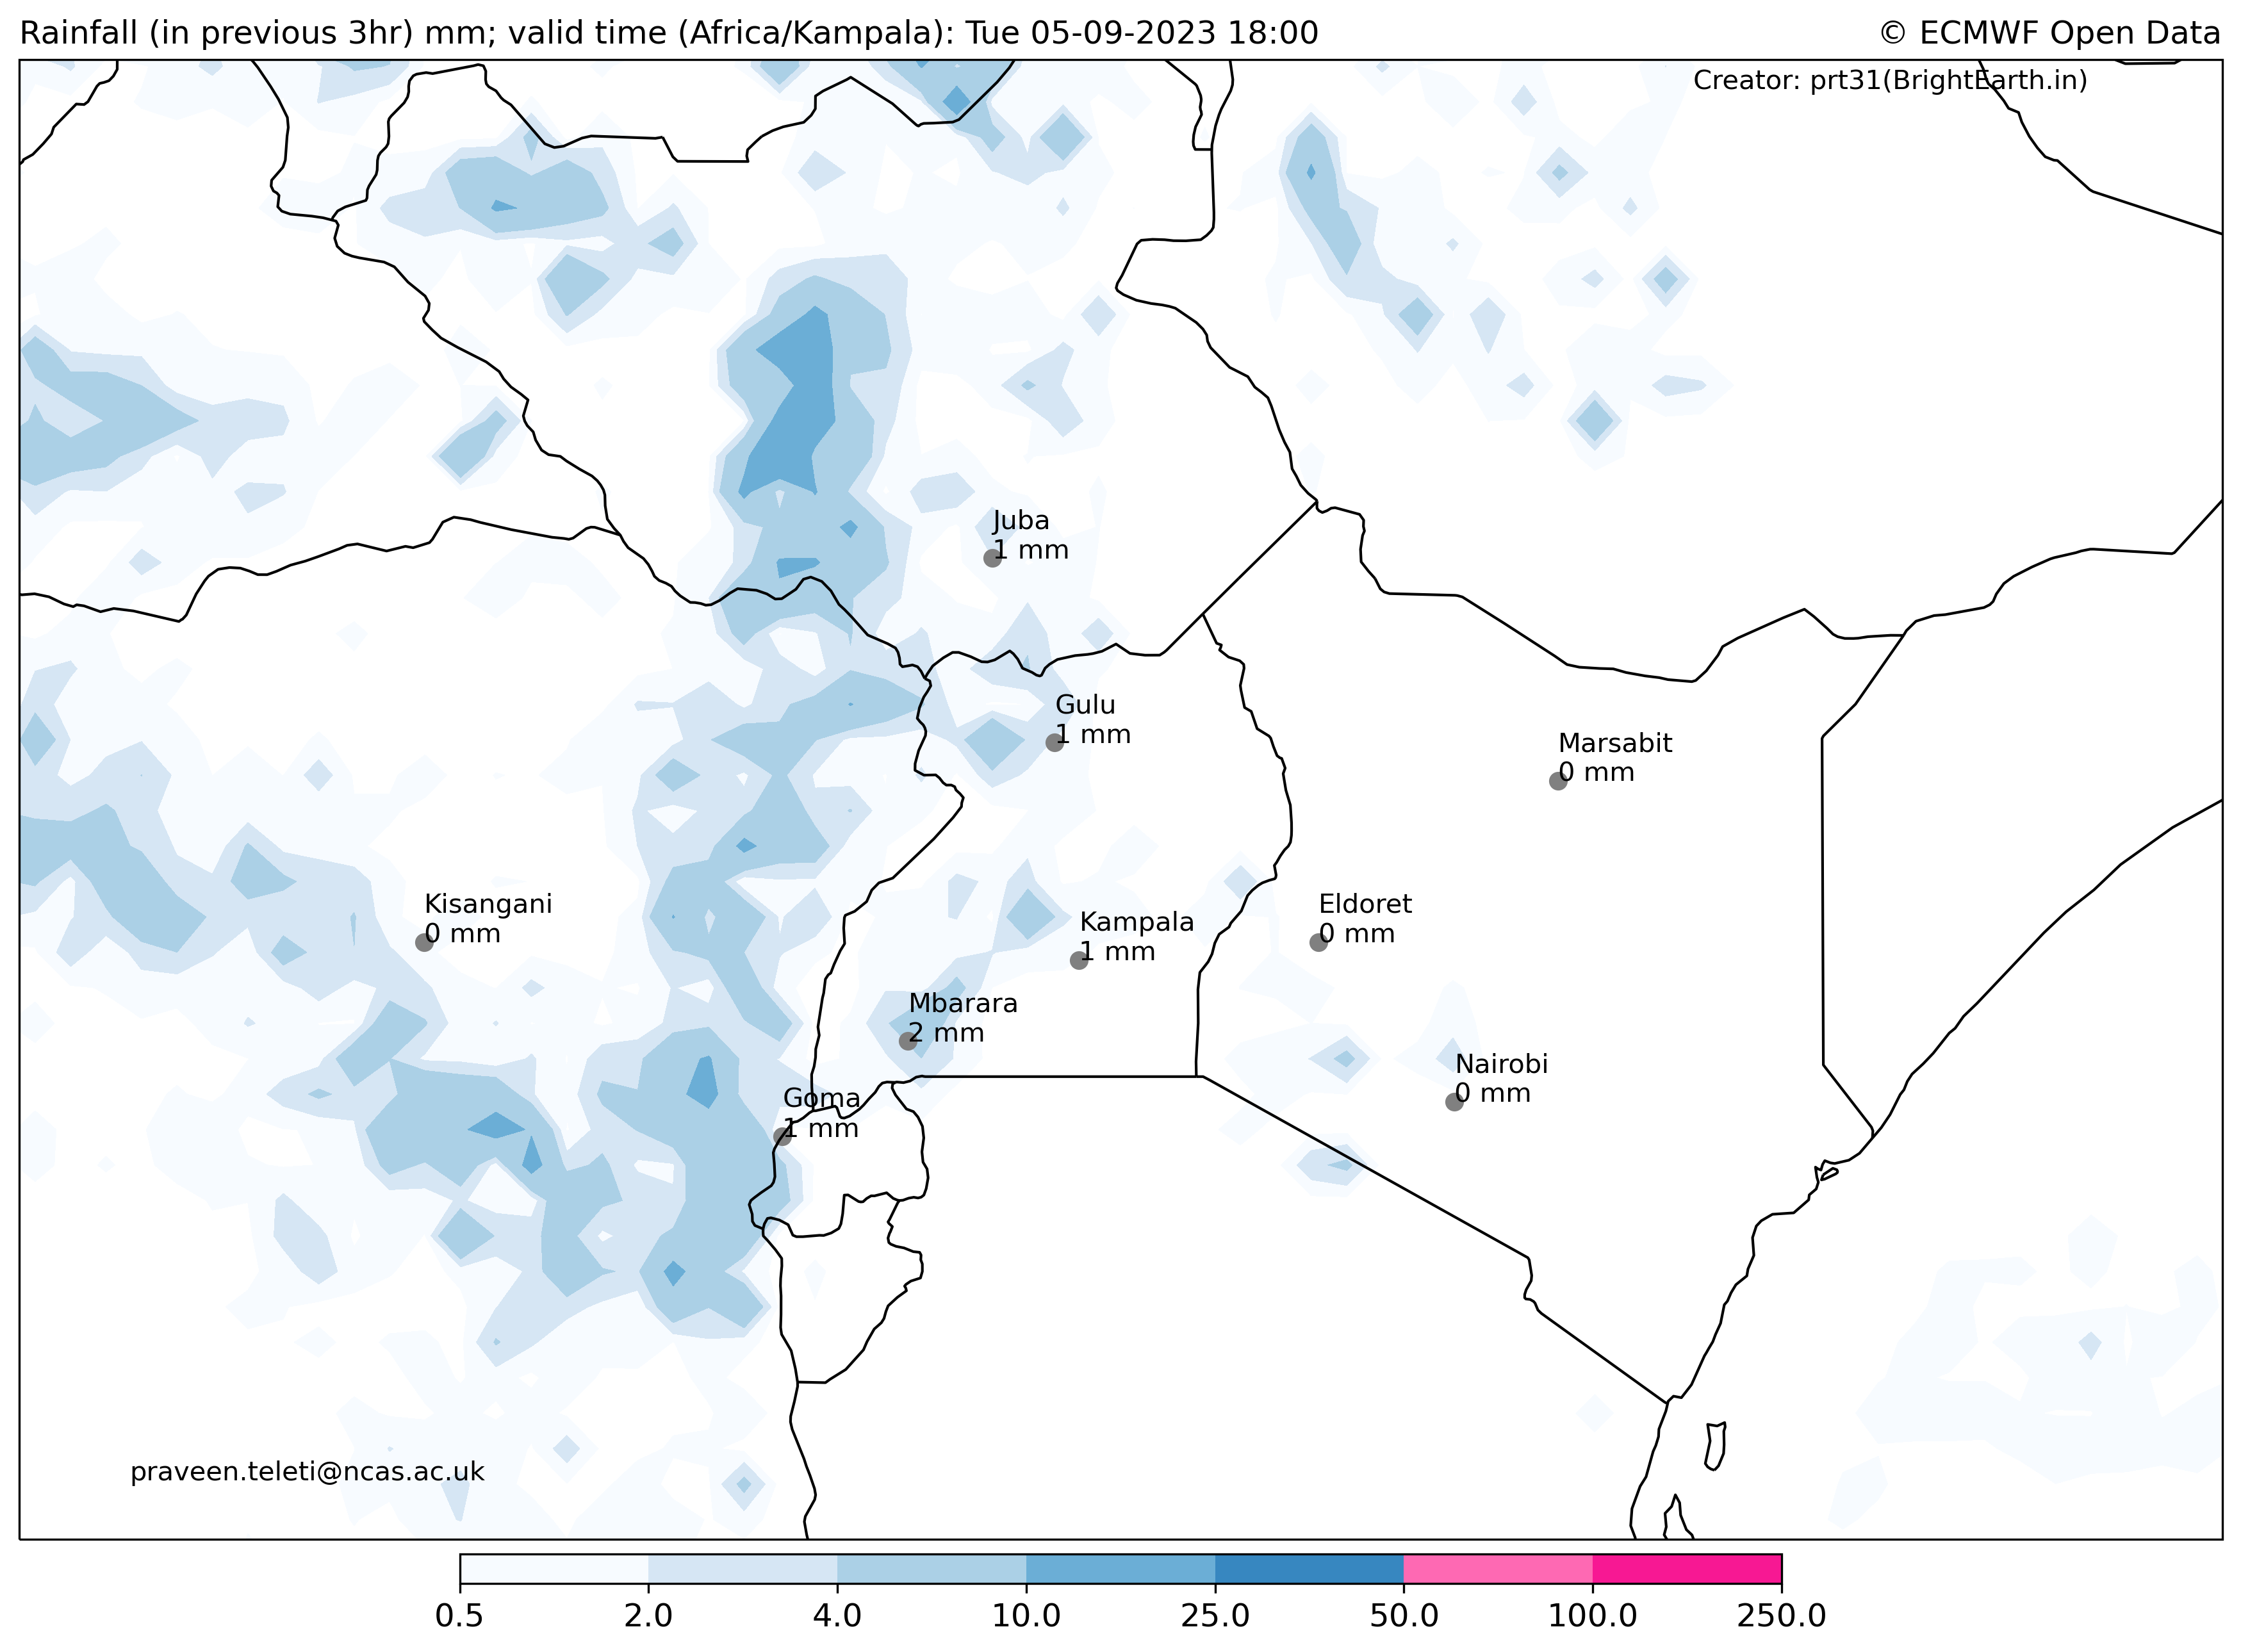 Rainfall (in previous 3hr) mm; valid time (Africa/Kampala): Tue 05-09-2023 18:00
© ECMWF Open Data
Creator: prt31(BrightEarth.in)
Juba
1 mm
Gulu
1 mm
Marsabit
0 mm
Kisangani
0 mm
Eldoret
0 mm
Kampala
1 mm
Mbarara
2 mm
Nairobi
0 mm
Goma
1 mm
praveen.teleti@ncas.ac.uk
0.5 2.0 4.0 10.0 25.0 50.0 100.0 250.0